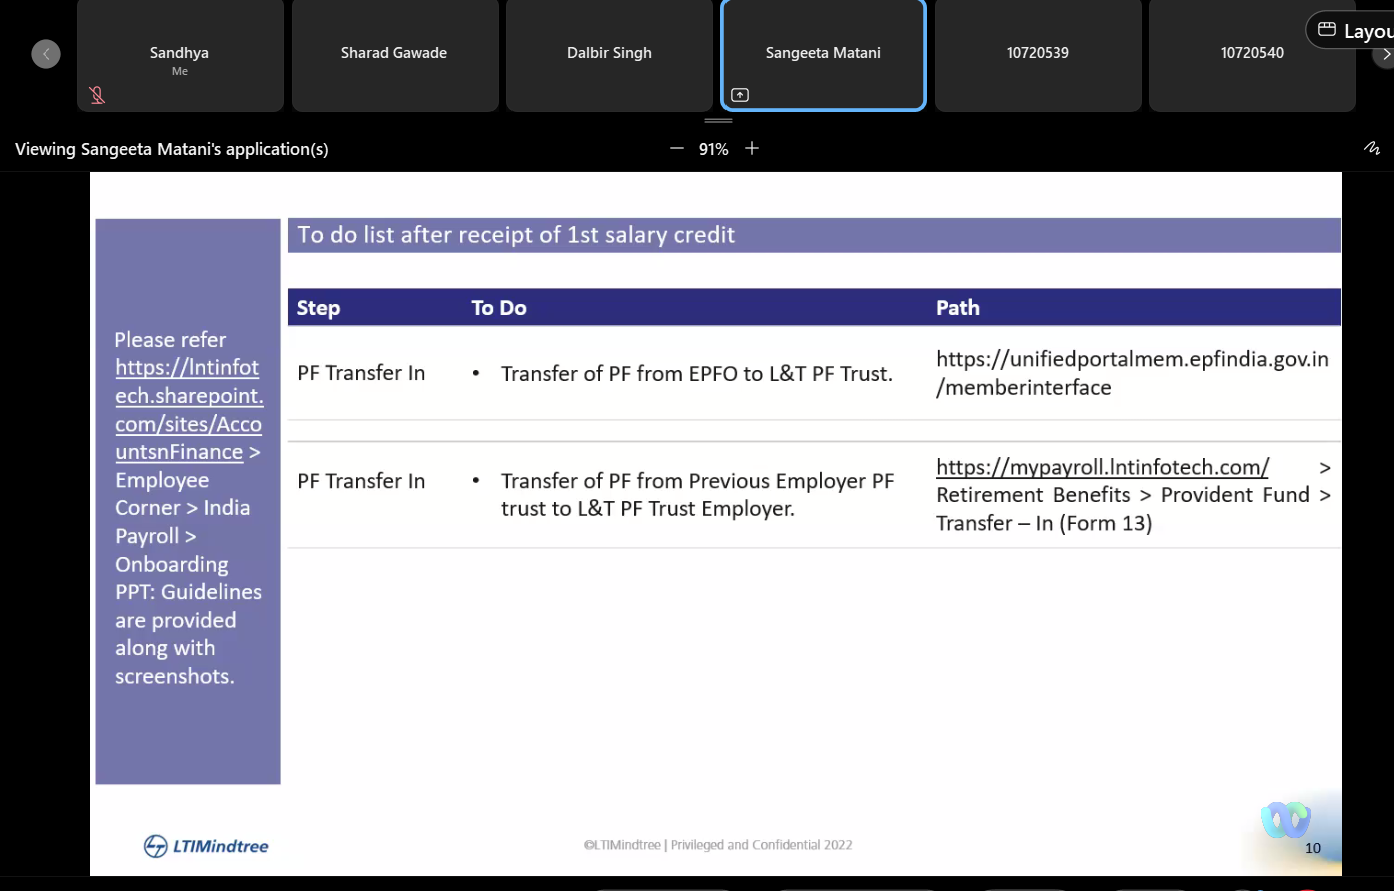 Sandhya
Me
Sharad Gawade
Dalbir Singh
Sangeeta Matani
10720539
10720540
Viewing Sangeeta Matani's application(s)
91%
To do list after receipt of 1st salary credit
Please refer
https://lntinfot
ech.sharepoint.
com/sites/Acco
untsnFinance >
Employee
Corner > India
Payroll >
Onboarding
PPT: Guidelines
are provided
along with
screenshots.
Step To Do Path
PF Transfer In • Transfer of PF from EPFO to L&T PF Trust. https://unifiedportalmem.epfindia.gov.in
/memberinterface
PF Transfer In • Transfer of PF from Previous Employer PF
trust to L&T PF Trust Employer.
https://mypayroll.lntinfotech.com/ >
Retirement Benefits > Provident Fund >
Transfer – In (Form 13)
LTIMindtree
©LTIMindtree | Privileged and Confidential 2022
10